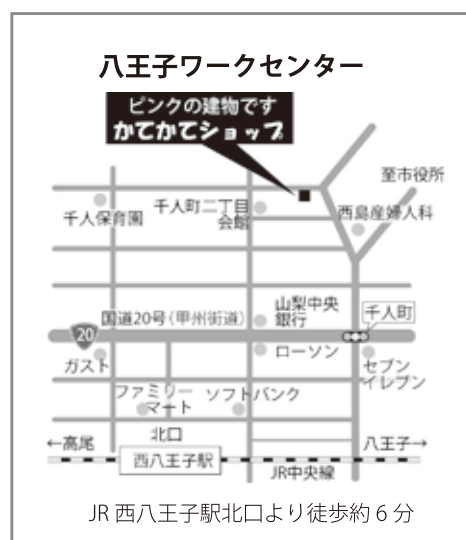 八王子ワークセンター
ピンクの建物です
かてかてショップ
至市役所
千人保育園
千人町二丁目
会館
西島産婦人科
国道20号（甲州街道）
山梨中央
銀行
千人町
20
ガスト
ローソン
セブン
イレブン
ファミリー
マート
ソフトバンク
北口
←高尾
西八王子駅
八王子→
JR中央線
JR 西八王子駅北口より徒歩約 6 分